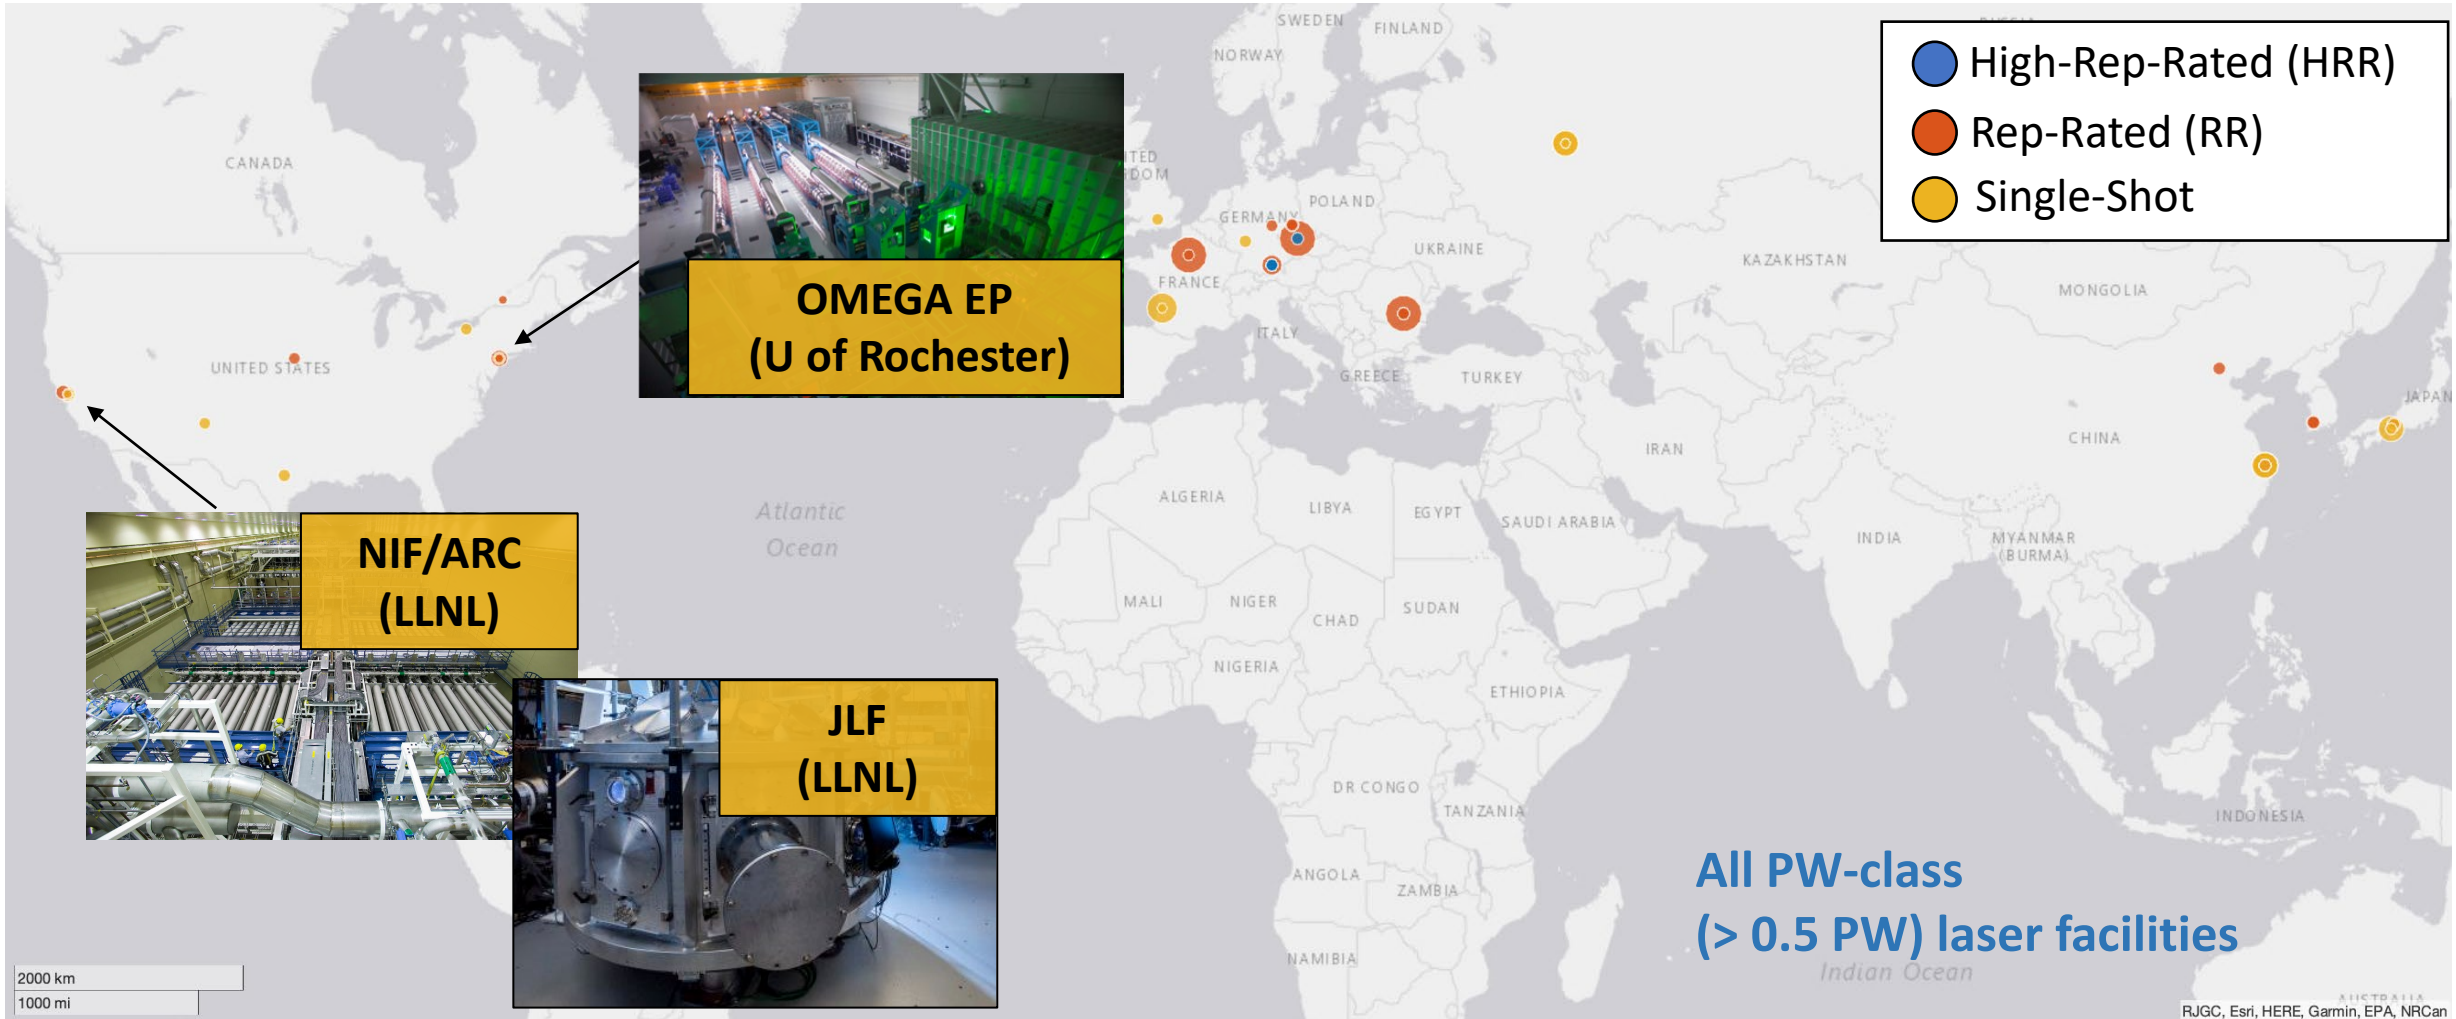 SWEDEN
FINLAND
NORWAY
High-Rep-Rated (HRR)
Rep-Rated (RR)
Single-Shot
CANADA
POLAND
GERMANY
UKRAINE
KAZAKHSTAN
MONGOLIA
FRANCE
OMEGA EP
(U of Rochester)
ITALY
UNITED STATES
GREECE
TURKEY
JAPAN
CHINA
IRAN
ALGERIA
LIBYA
EGYPT
SAUDI ARABIA
INDIA
MYANMAR
(BURMA)
Atlantic
Ocean
NIF/ARC
(LLNL)
MALI
NIGER
CHAD
SUDAN
NIGERIA
ETHIOPIA
JLF
(LLNL)
DR CONGO
TANZANIA
INDONESIA
ANGOLA
ZAMBIA
All PW-class
(> 0.5 PW) laser facilities
NAMIBIA
Indian Ocean
2000 km
1000 mi
AUSTRALIA
RJGC, Esri, HERE, Garmin, EPA, NRCan